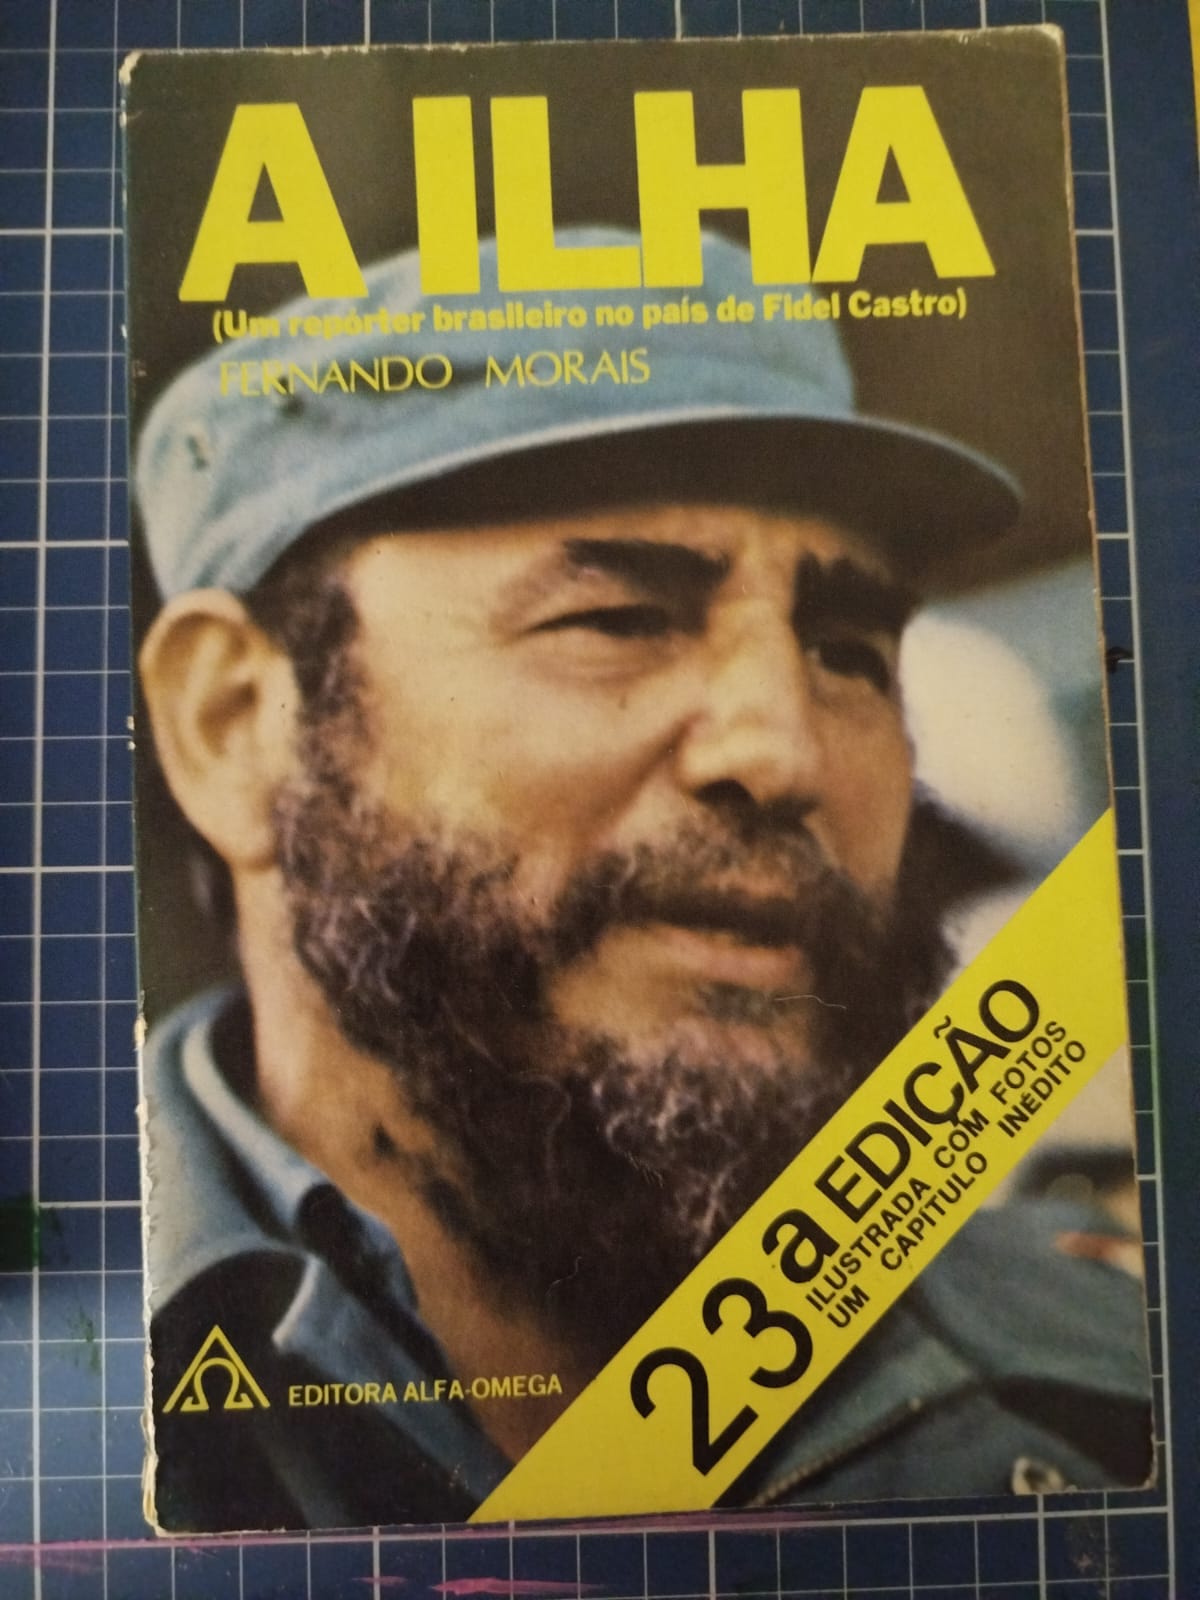 A ILHA
(Um repórter brasileiro no país de Fidel Castro)
FERNANDO MORAIS
23a EDIÇÃO
ILUSTRADA COM FOTOS
UM CAPÍTULO INÉDITO
EDITORA ALFA-OMEGA